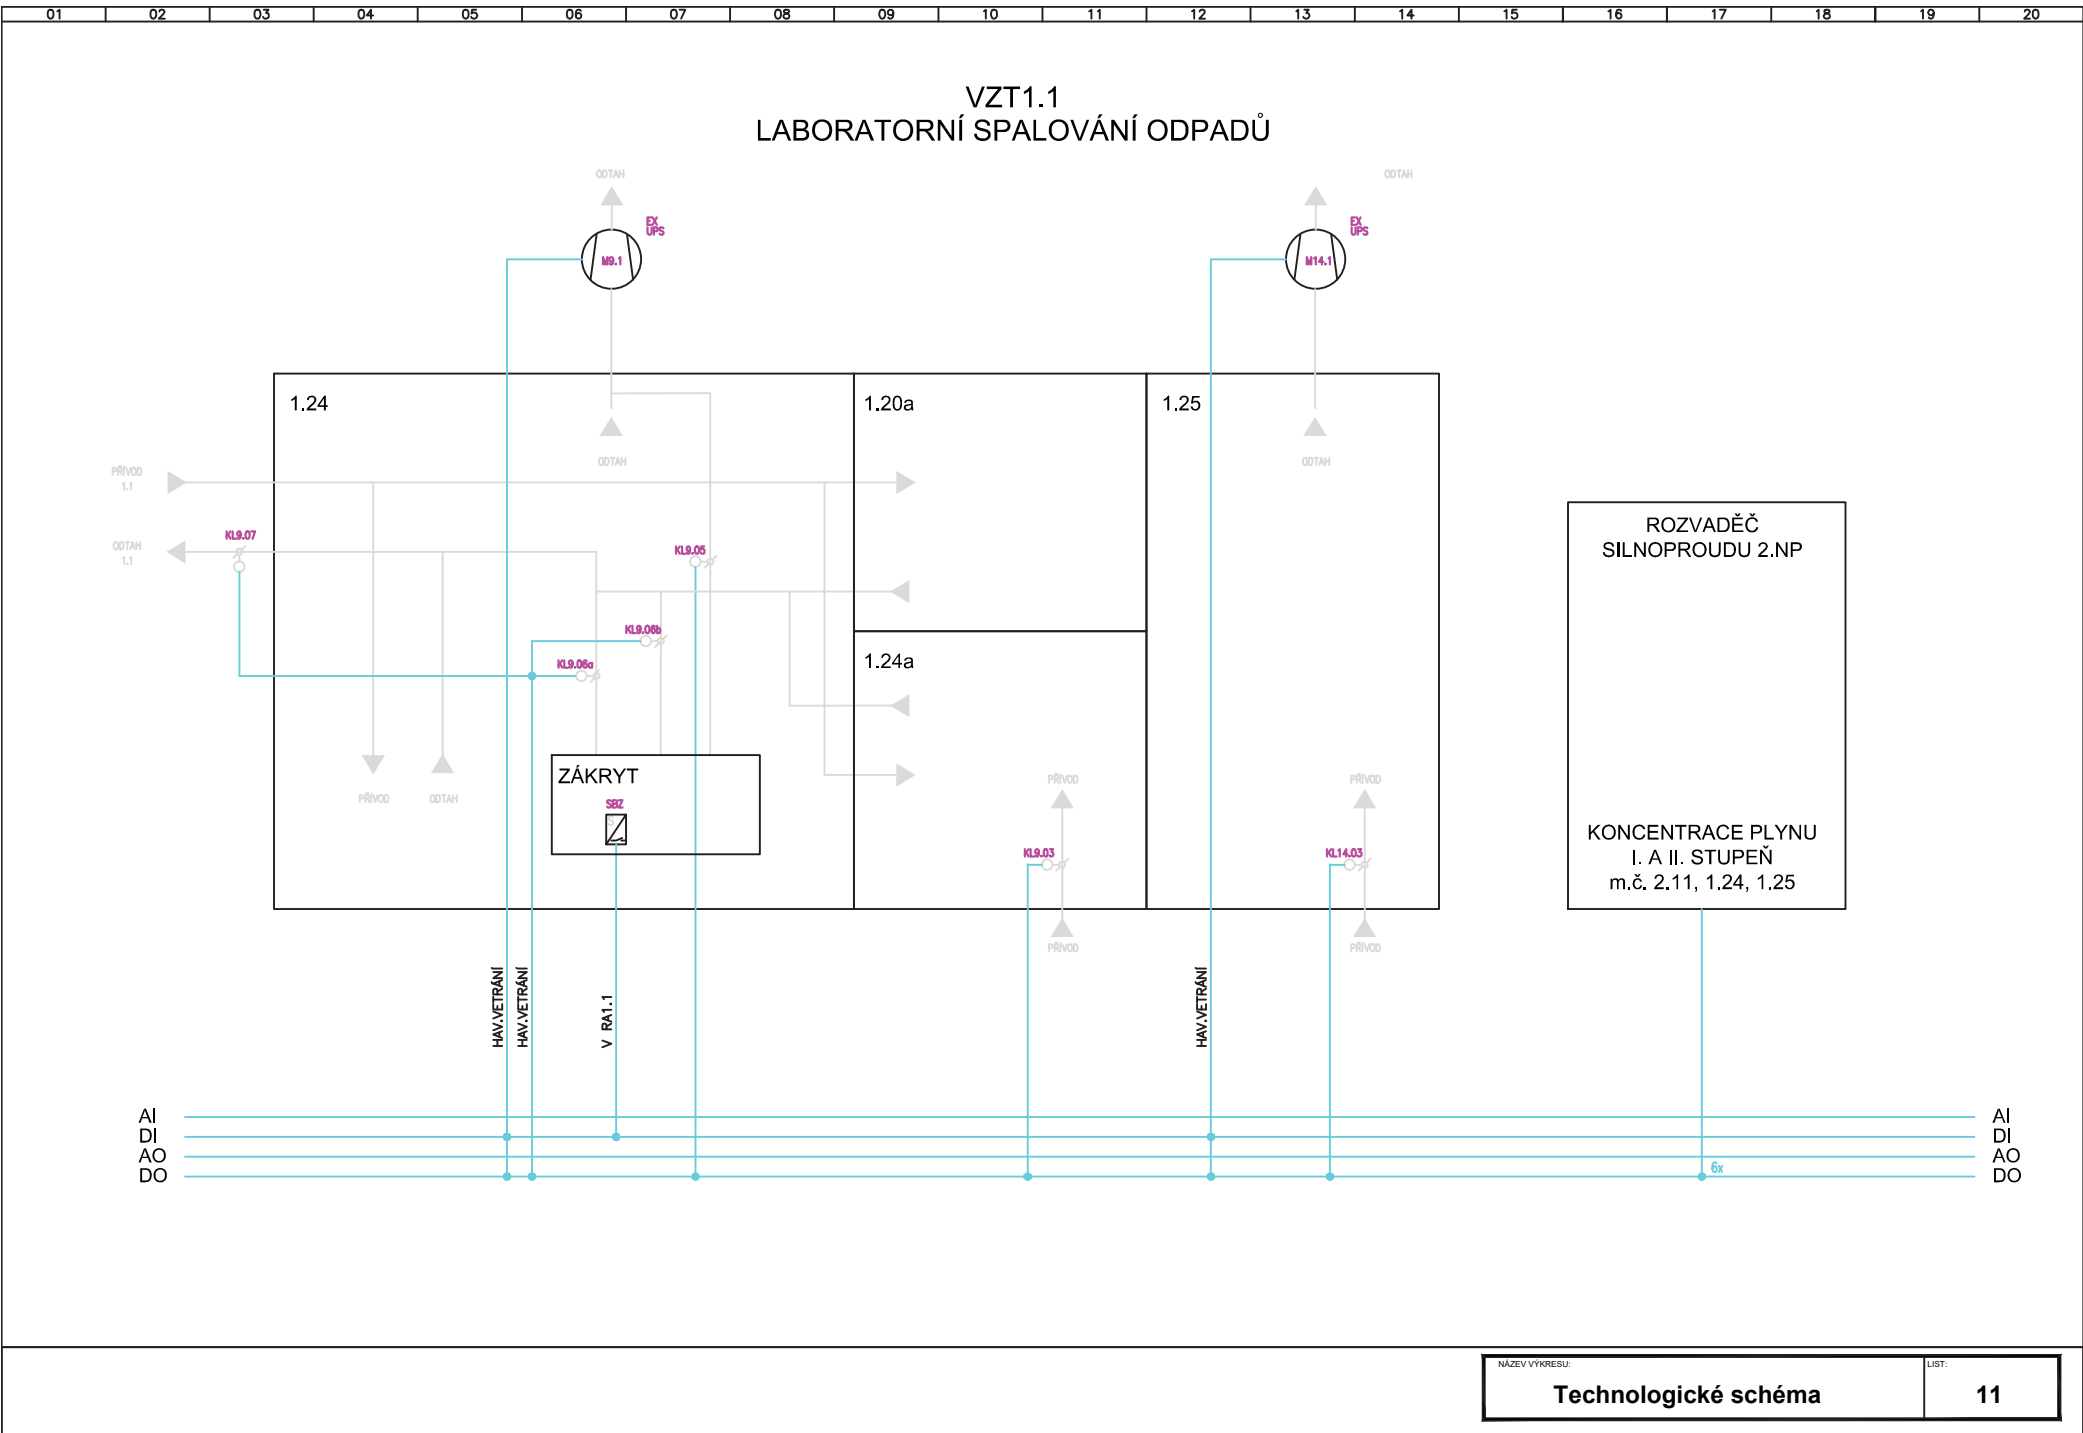 01 02 03 04 05 06 07 08 09 10 11 12 13 14 15 16 17 18 19 20
VZT1.1
LABORATORNÍ SPALOVÁNÍ ODPADŮ
ODTAH
ODTAH
EX
UPS
EX
UPS
M9.1
M14.1
1.24
1.20a
1.25
ODTAH
ODTAH
PŘÍVOD
1.1
KL9.07
ODTAH
1.1
KL9.05
ROZVADĚČ
SILNOPROUDU 2.NP
KL9.06b
KL9.06a
1.24a
ZÁKRYT
SBZ
S
PŘÍVOD
ODTAH
PŘÍVOD
PŘÍVOD
KL9.03
KL14.03
KONCENTRACE PLYNU
I. A II. STUPEŇ
m.č. 2.11, 1.24, 1.25
PŘÍVOD
PŘÍVOD
HAV.VETRÁNÍ
HAV.VETRÁNÍ
V RA1.1
HAV.VETRÁNÍ
AI
DI
AO
DO
6x
AI
DI
AO
DO
NÁZEV VÝKRESU:
Technologické schéma
LIST:
11